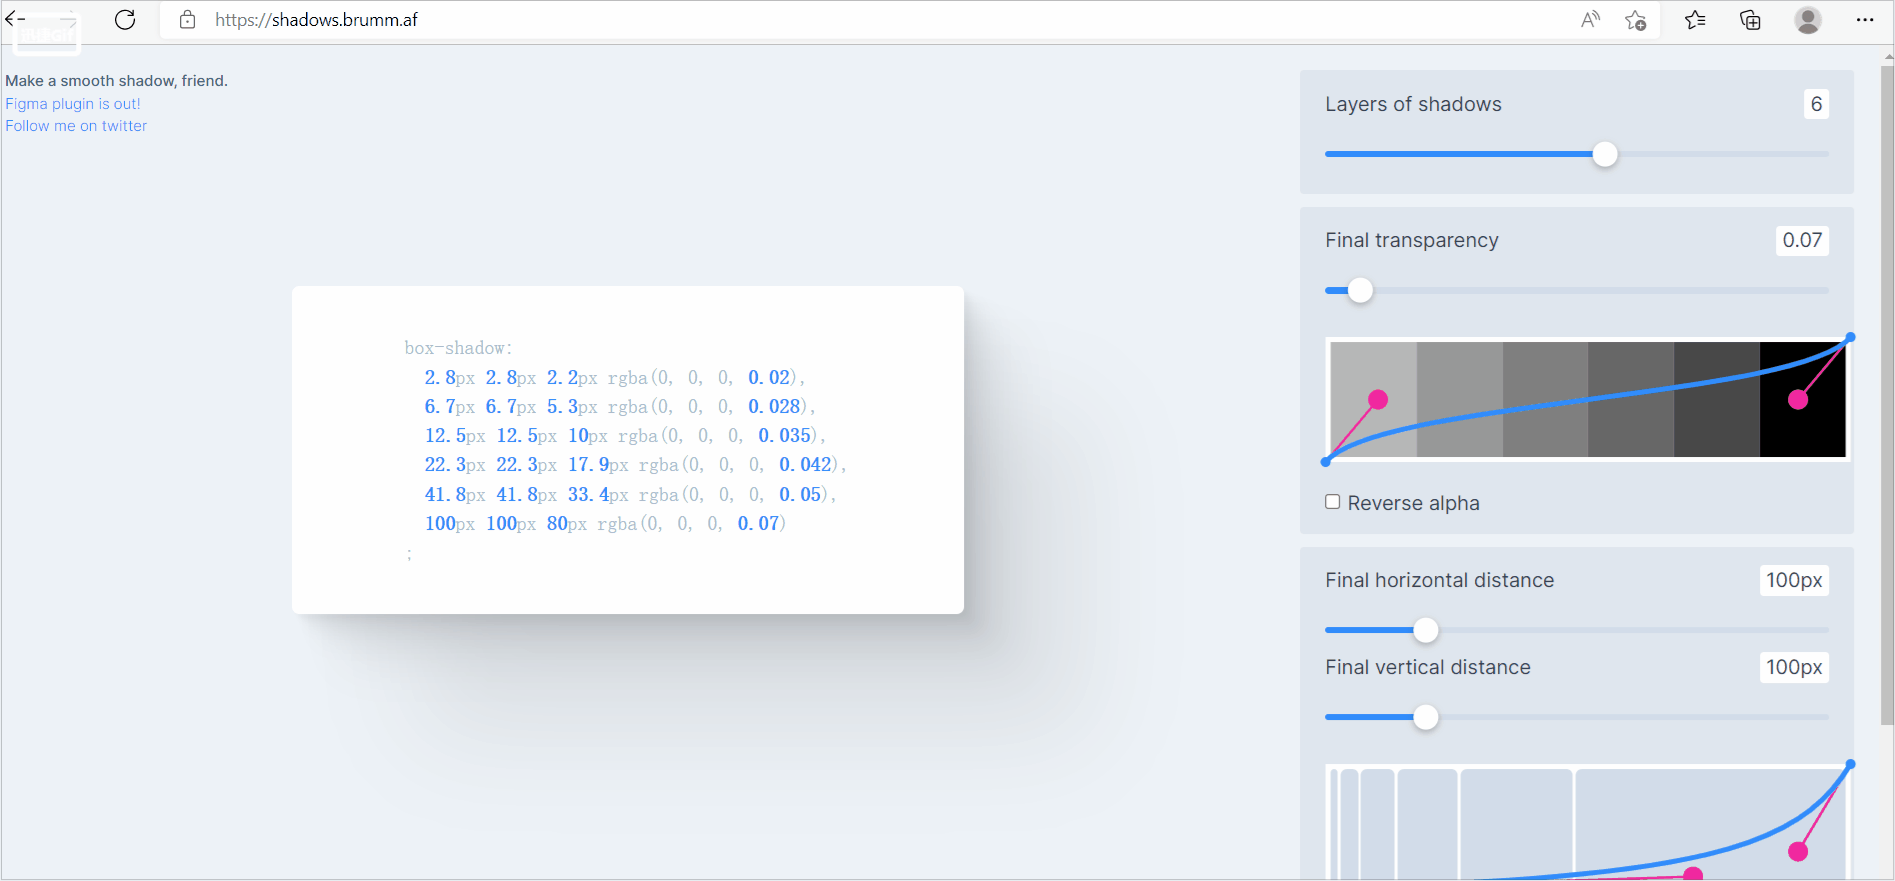 https://shadows.brumm.af
Make a smooth shadow, friend.
Figma plugin is out!
Follow me on twitter
box-shadow:
2.8px 2.8px 2.2px rgba(0, 0, 0, 0.02),
6.7px 6.7px 5.3px rgba(0, 0, 0, 0.028),
12.5px 12.5px 10px rgba(0, 0, 0, 0.035),
22.3px 22.3px 17.9px rgba(0, 0, 0, 0.042),
41.8px 41.8px 33.4px rgba(0, 0, 0, 0.05),
100px 100px 80px rgba(0, 0, 0, 0.07)
;
Layers of shadows
6
Final transparency
0.07
Reverse alpha
Final horizontal distance
100px
Final vertical distance
100px